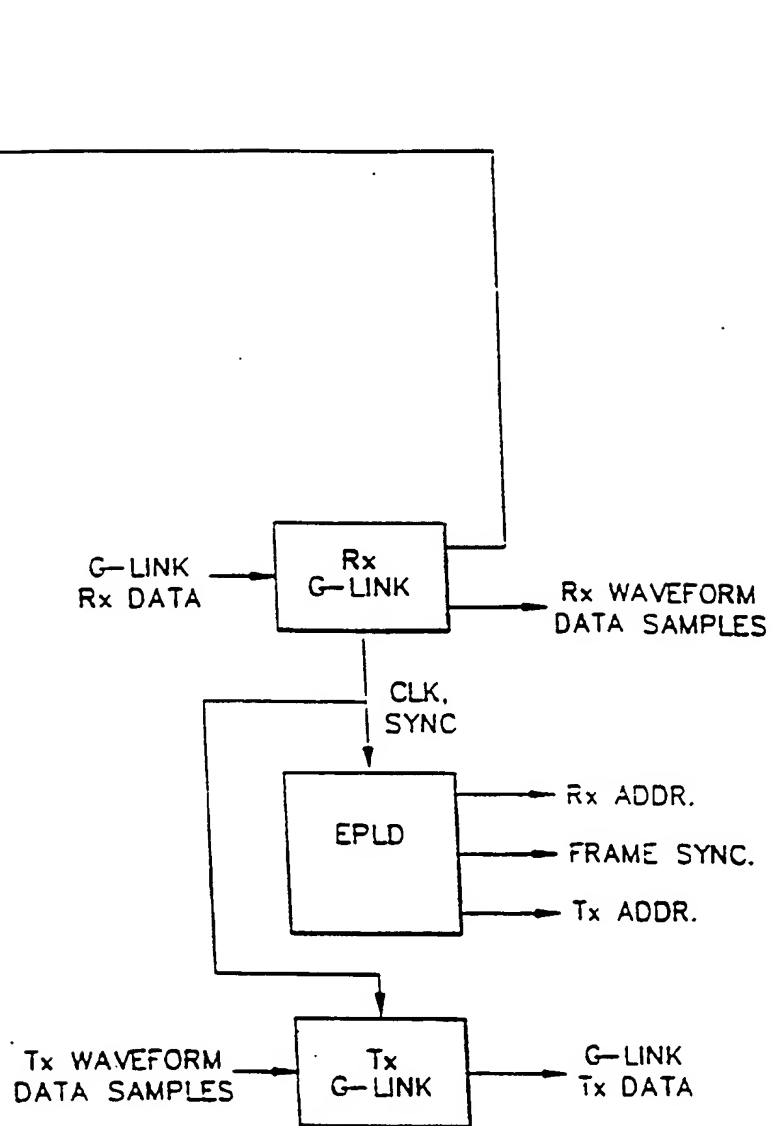 G-LINK
Rx DATA
Rx
G-LINK
Rx WAVEFORM
DATA SAMPLES
CLK,
SYNC
EPLD
Rx ADDR.
FRAME SYNC.
Tx ADDR.
Tx WAVEFORM
DATA SAMPLES
Tx
G-LINK
G-LINK
Tx DATA